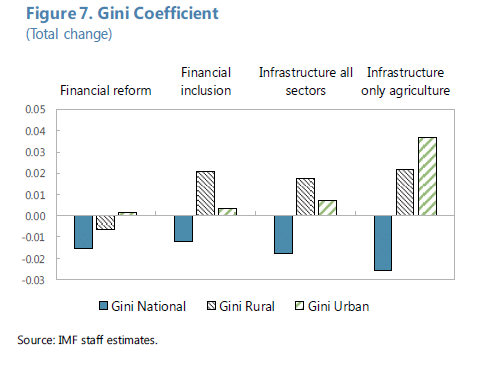 Figure 7. Gini Coefficient
(Total change)
Financial reform
Financial
inclusion
Infrastructure all
sectors
Infrastructure
only agriculture
0.05
0.04
0.03
0.02
0.01
0.00
-0.01
-0.02
-0.03
Gini National Gini Rural Gini Urban
Source: IMF staff estimates.